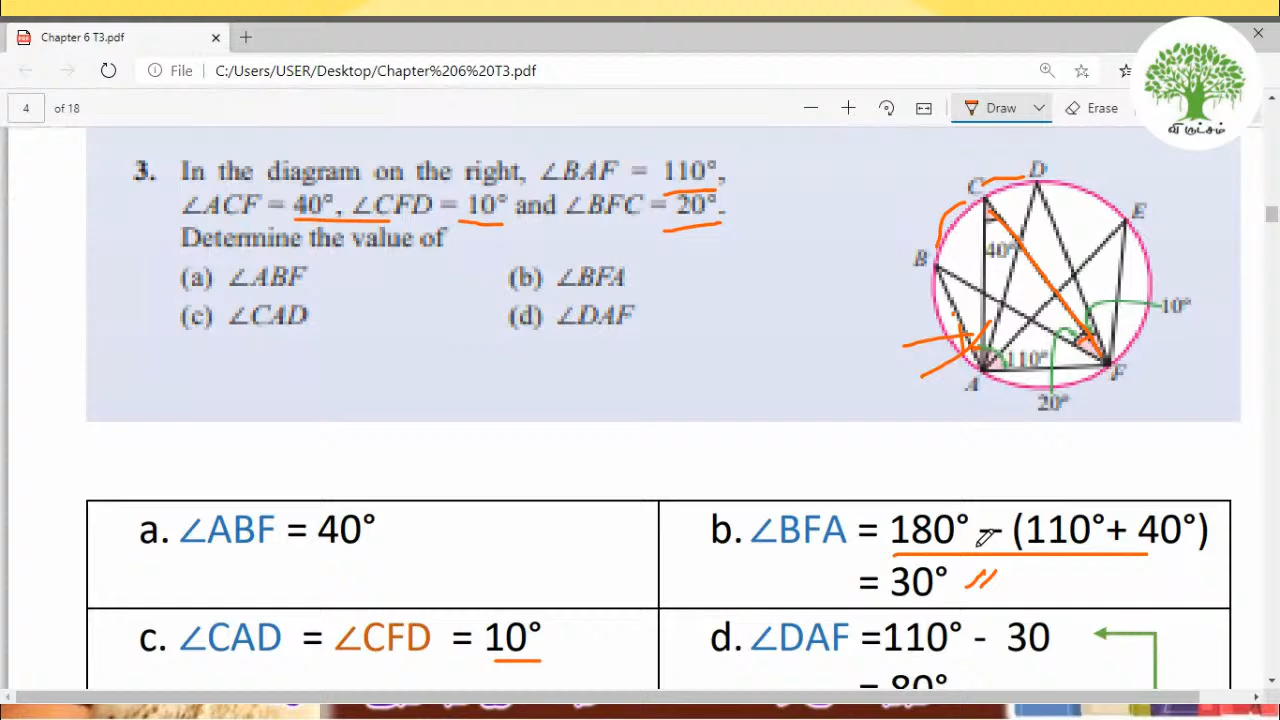 Chapter 6 T3.pdf
File C:/Users/USER/Desktop/Chapter%206%20T3.pdf
விருட்சம்
4 of 18
Draw
Erase
3. In the diagram on the right, ∠BAF = 110°,
∠ACF = 40°, ∠CFD = 10° and ∠BFC = 20°.
Determine the value of
(a) ∠ABF (b) ∠BFA
(c) ∠CAD (d) ∠DAF
D
C
E
B
40°
10°
110°
A
F
20°
a. ∠ABF = 40°
b. ∠BFA = 180° - (110°+ 40°)
= 30°
c. ∠CAD = ∠CFD = 10°
d. ∠DAF =110° - 30
= 80°